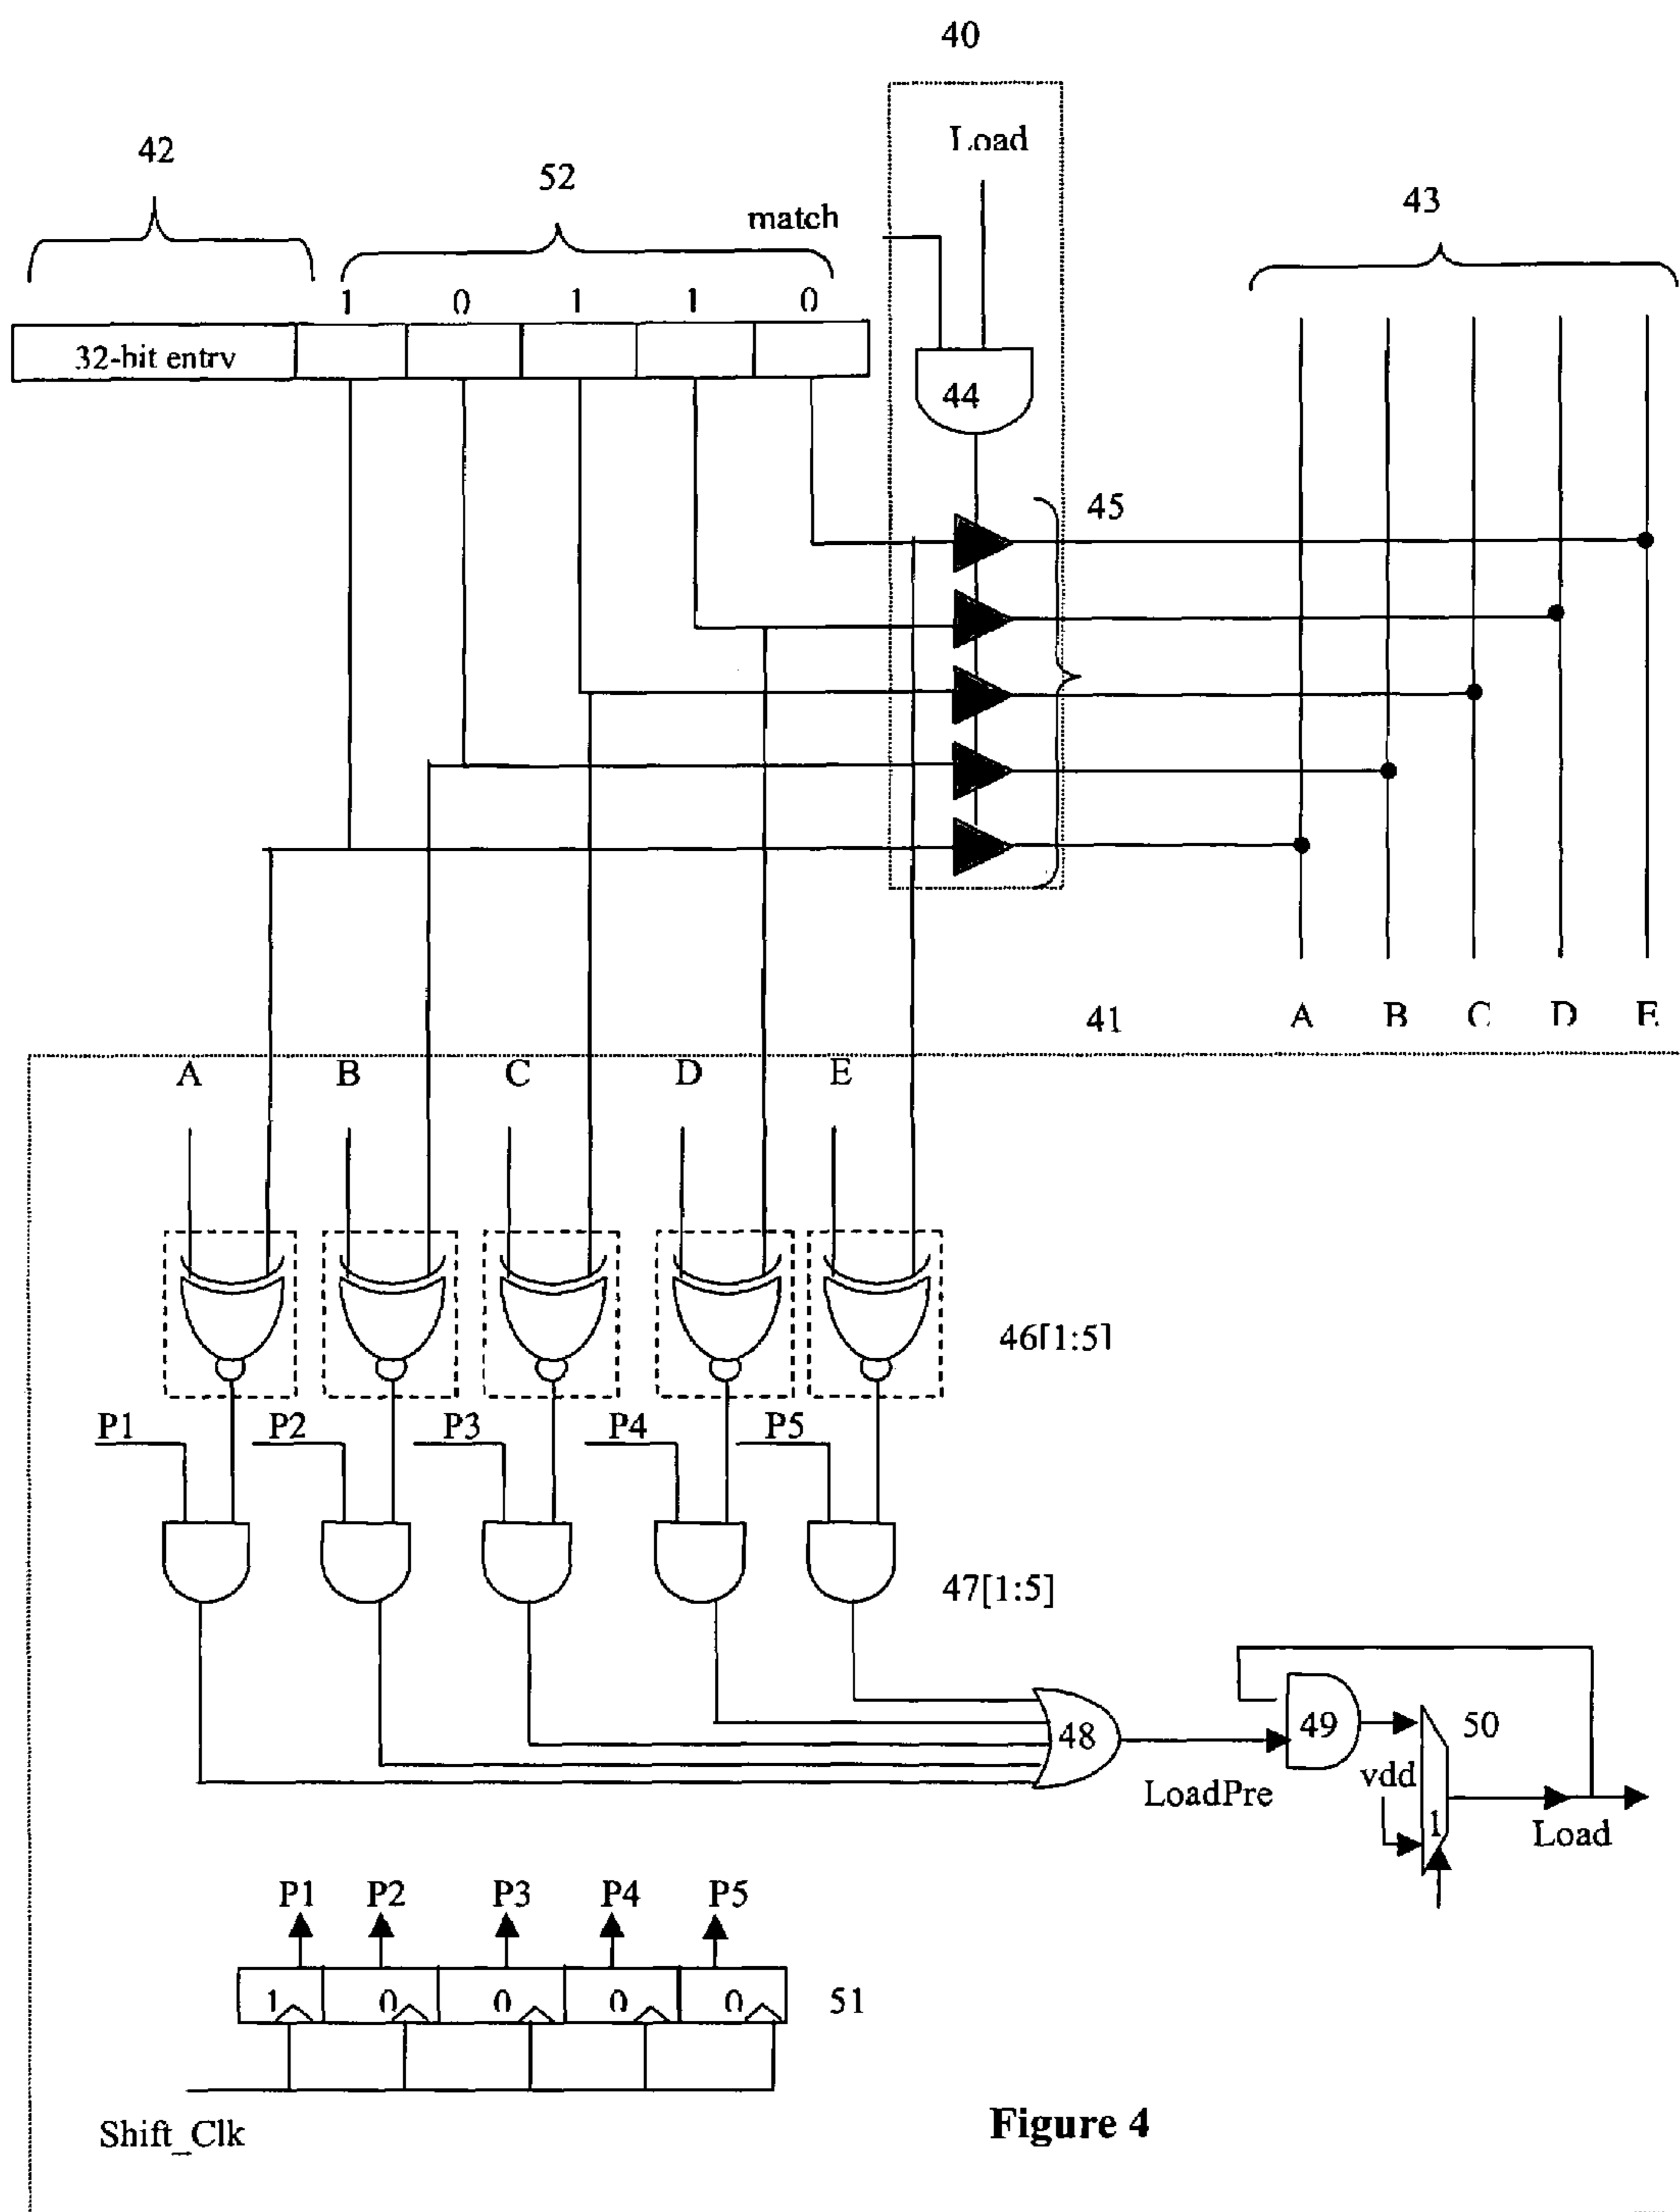 40
Load
42
52
match
43
1 0 1 1 0
32-bit entry
44
45
A B C D E
41
A B C D E
46[1:5]
P1 P2 P3 P4 P5
47[1:5]
48
49
50
vdd
LoadPre
1
Load
P1 P2 P3 P4 P5
1 0 0 0 0
51
Shift_Clk
Figure 4